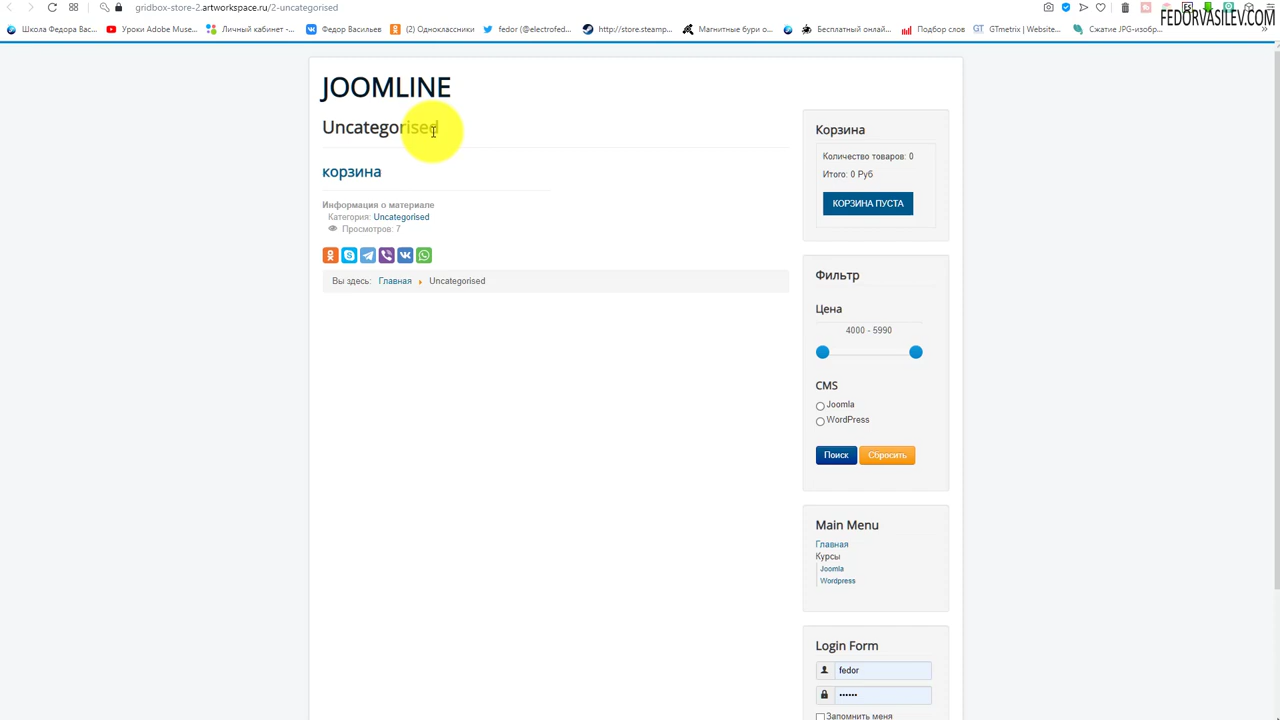 gridbox-store-2.artworkspace.ru/2-uncategorised
FEDORVASILEV.COM
Школа Федора Вас...
Уроки Adobe Muse...
Личный кабинет -...
Федор Васильев
(2) Одноклассники
fedor (@electrofed...
http://store.steamp...
Магнитные бури о...
Бесплатный онлай...
Подбор слов
GTmetrix | Website...
Сжатие JPG-изобр...
JOOMLINE
Uncategorised
корзина
Информация о материале
Категория: Uncategorised
Просмотров: 7
Вы здесь: Главная Uncategorised
Корзина
Количество товаров: 0
Итого: 0 Руб
КОРЗИНА ПУСТА
Фильтр
Цена
4000 - 5990
CMS
Joomla
WordPress
Поиск Сбросить
Main Menu
Главная
Курсы
Joomla
Wordpress
Login Form
fedor
••••••
Запомнить меня